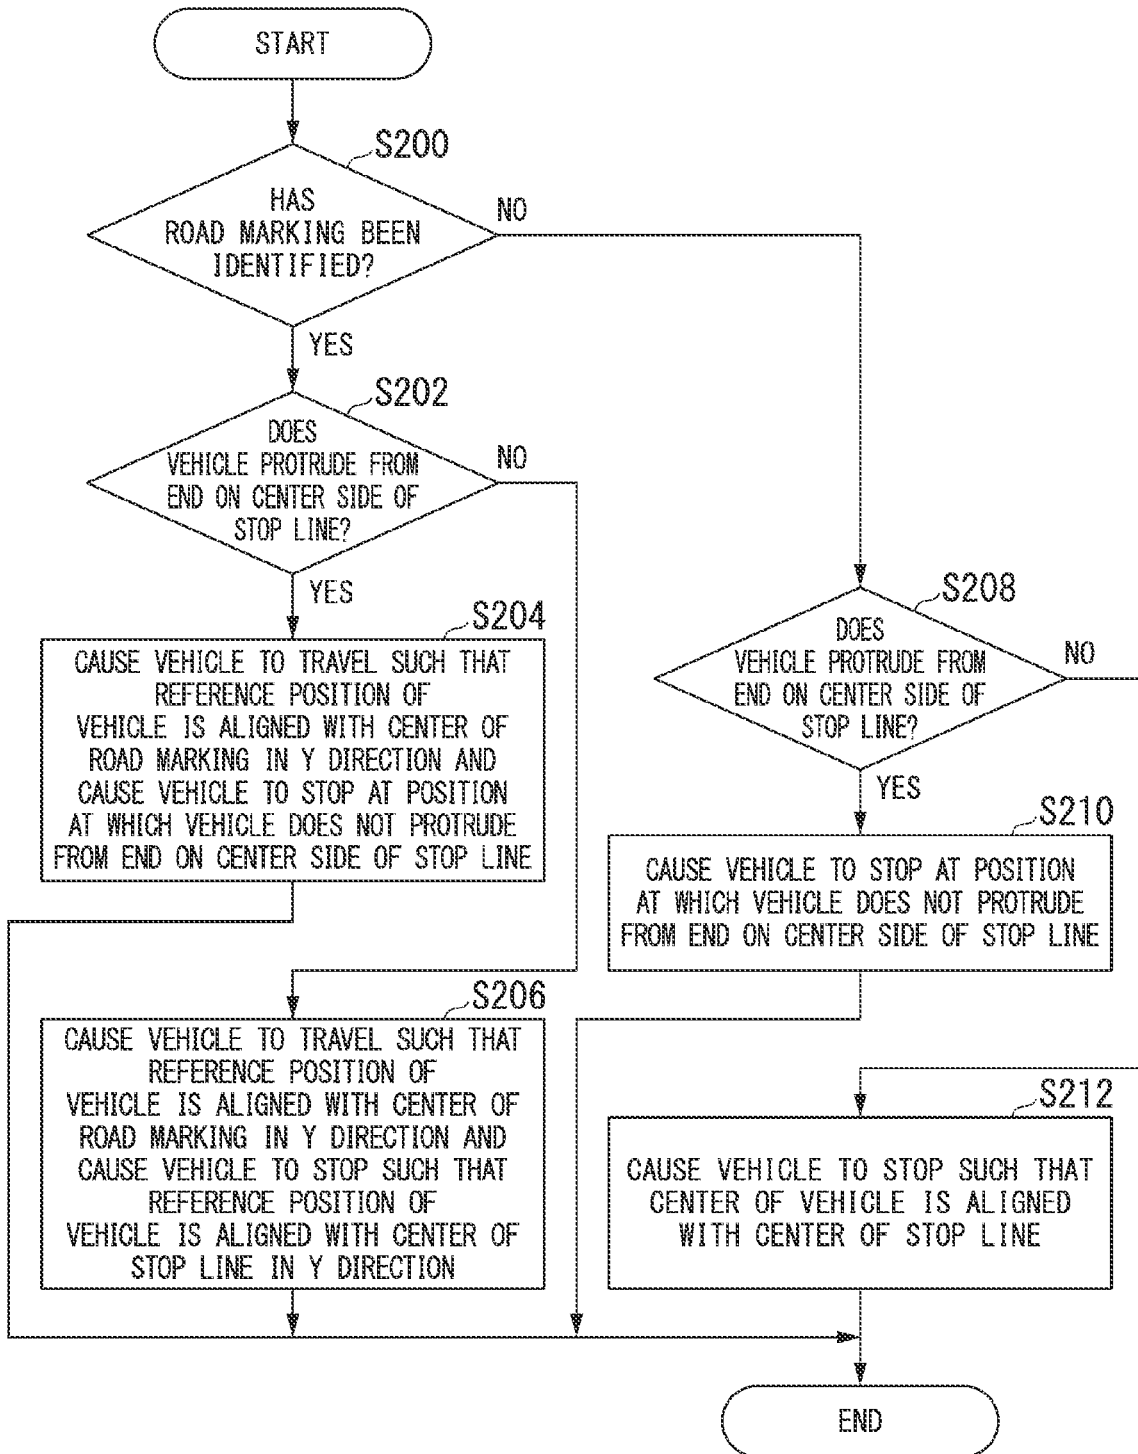 START
S200
HAS
ROAD MARKING BEEN
IDENTIFIED?
NO
YES
S202
DOES
VEHICLE PROTRUDE FROM
END ON CENTER SIDE OF
STOP LINE?
NO
YES
S204
CAUSE VEHICLE TO TRAVEL SUCH THAT
REFERENCE POSITION OF
VEHICLE IS ALIGNED WITH CENTER OF
ROAD MARKING IN Y DIRECTION AND
CAUSE VEHICLE TO STOP AT POSITION
AT WHICH VEHICLE DOES NOT PROTRUDE
FROM END ON CENTER SIDE OF STOP LINE
S206
CAUSE VEHICLE TO TRAVEL SUCH THAT
REFERENCE POSITION OF
VEHICLE IS ALIGNED WITH CENTER OF
ROAD MARKING IN Y DIRECTION AND
CAUSE VEHICLE TO STOP SUCH THAT
REFERENCE POSITION OF
VEHICLE IS ALIGNED WITH CENTER OF
STOP LINE IN Y DIRECTION
S208
DOES
VEHICLE PROTRUDE FROM
END ON CENTER SIDE OF
STOP LINE?
NO
YES
S210
CAUSE VEHICLE TO STOP AT POSITION
AT WHICH VEHICLE DOES NOT PROTRUDE
FROM END ON CENTER SIDE OF STOP LINE
S212
CAUSE VEHICLE TO STOP SUCH THAT
CENTER OF VEHICLE IS ALIGNED
WITH CENTER OF STOP LINE
END